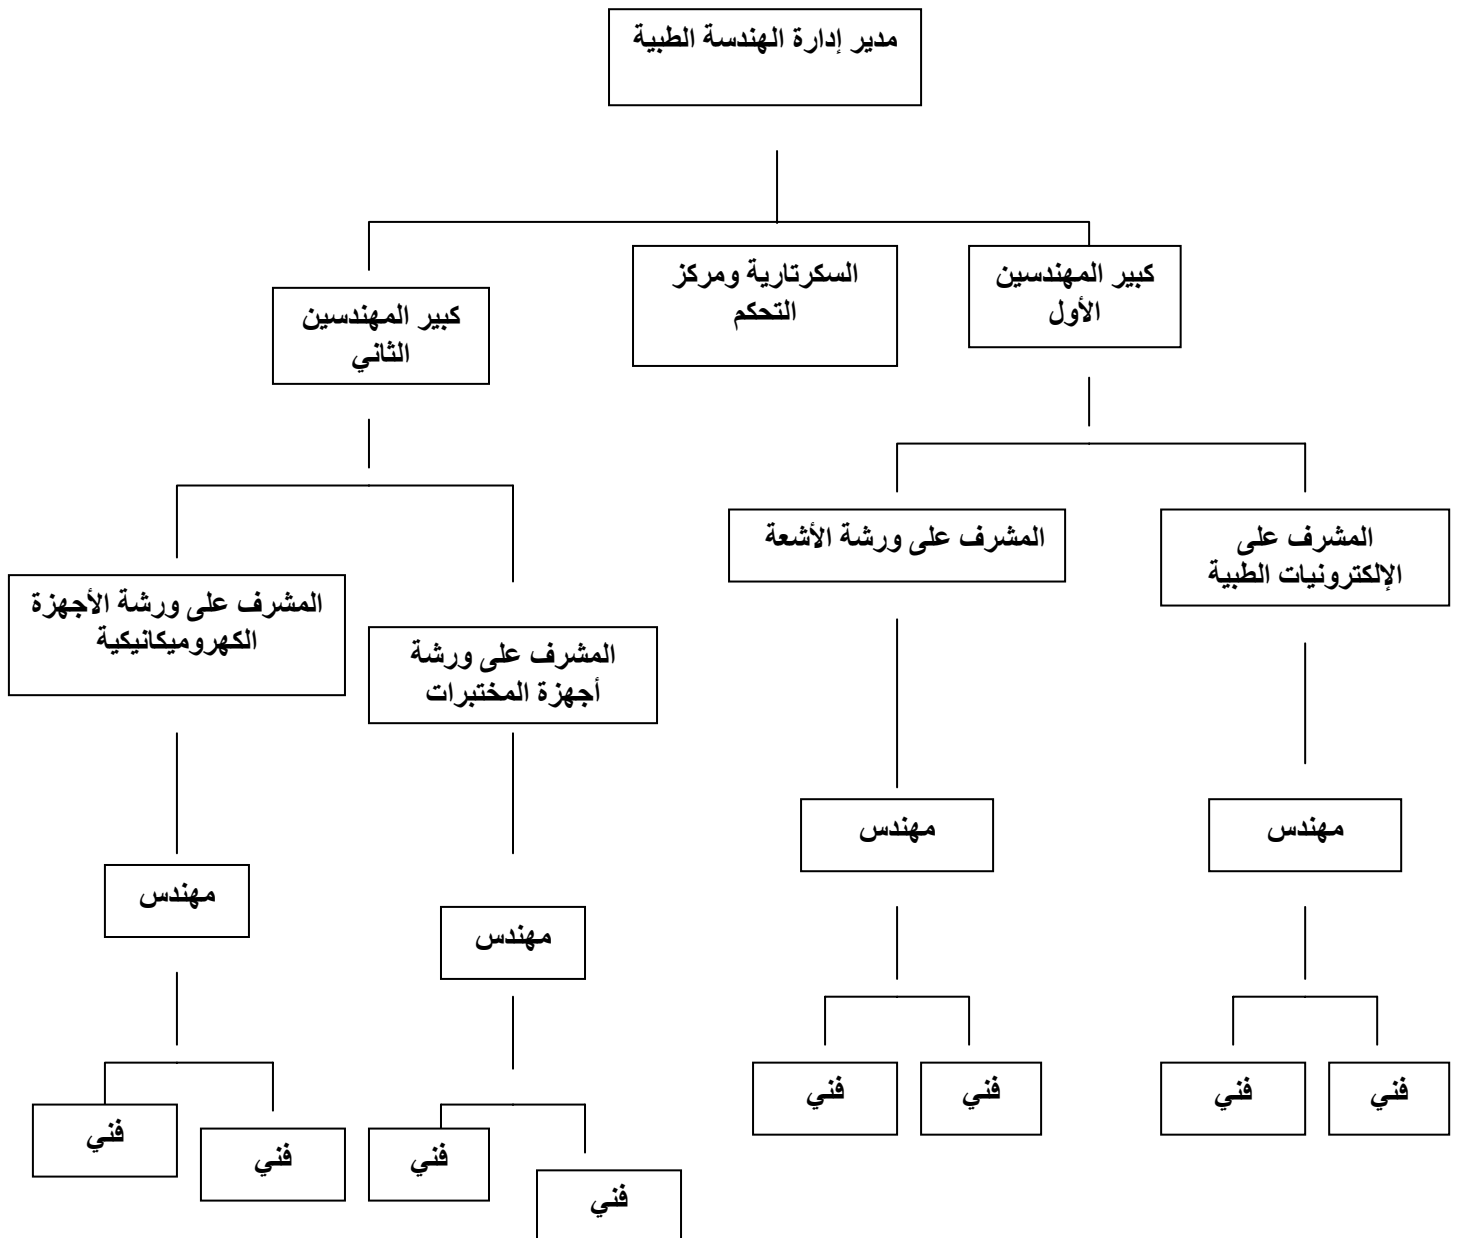 مدير إدارة الهندسة الطبية
كبير المهندسين
الأول
السكرتارية ومركز
التحكم
كبير المهندسين
الثاني
المشرف على
الإلكترونيات الطبية
المشرف على ورشة الأشعة
المشرف على ورشة
أجهزة المختبرات
المشرف على ورشة الأجهزة
الكهروميكانيكية
مهندس
مهندس
مهندس
مهندس
فني
فني
فني
فني
فني
فني
فني
فني